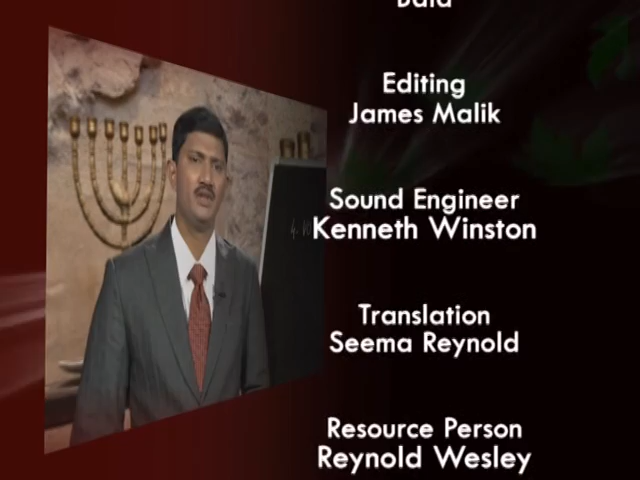 Editing
James Malik
Sound Engineer
Kenneth Winston
Translation
Seema Reynold
Resource Person
Reynold Wesley